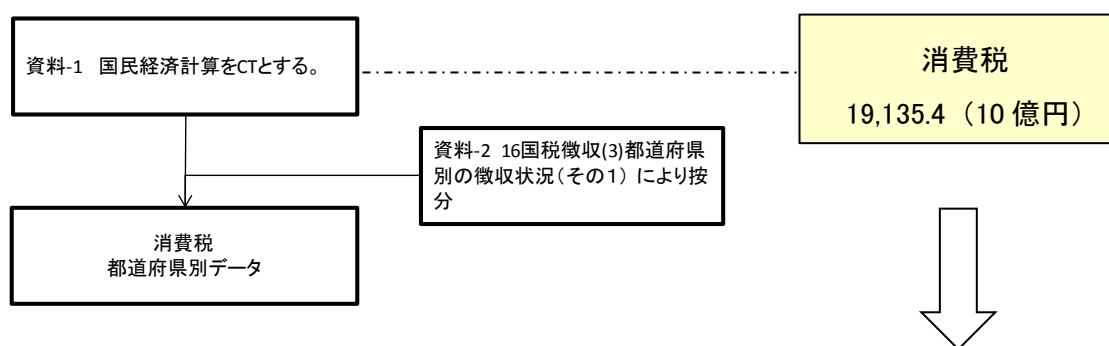 資料-1 国民経済計算をCTとする。
消費税
19,135.4 （10 億円）
資料-2 16国税徴収(3)都道府県
別の徴収状況（その１） により按
分
消費税
都道府県別データ